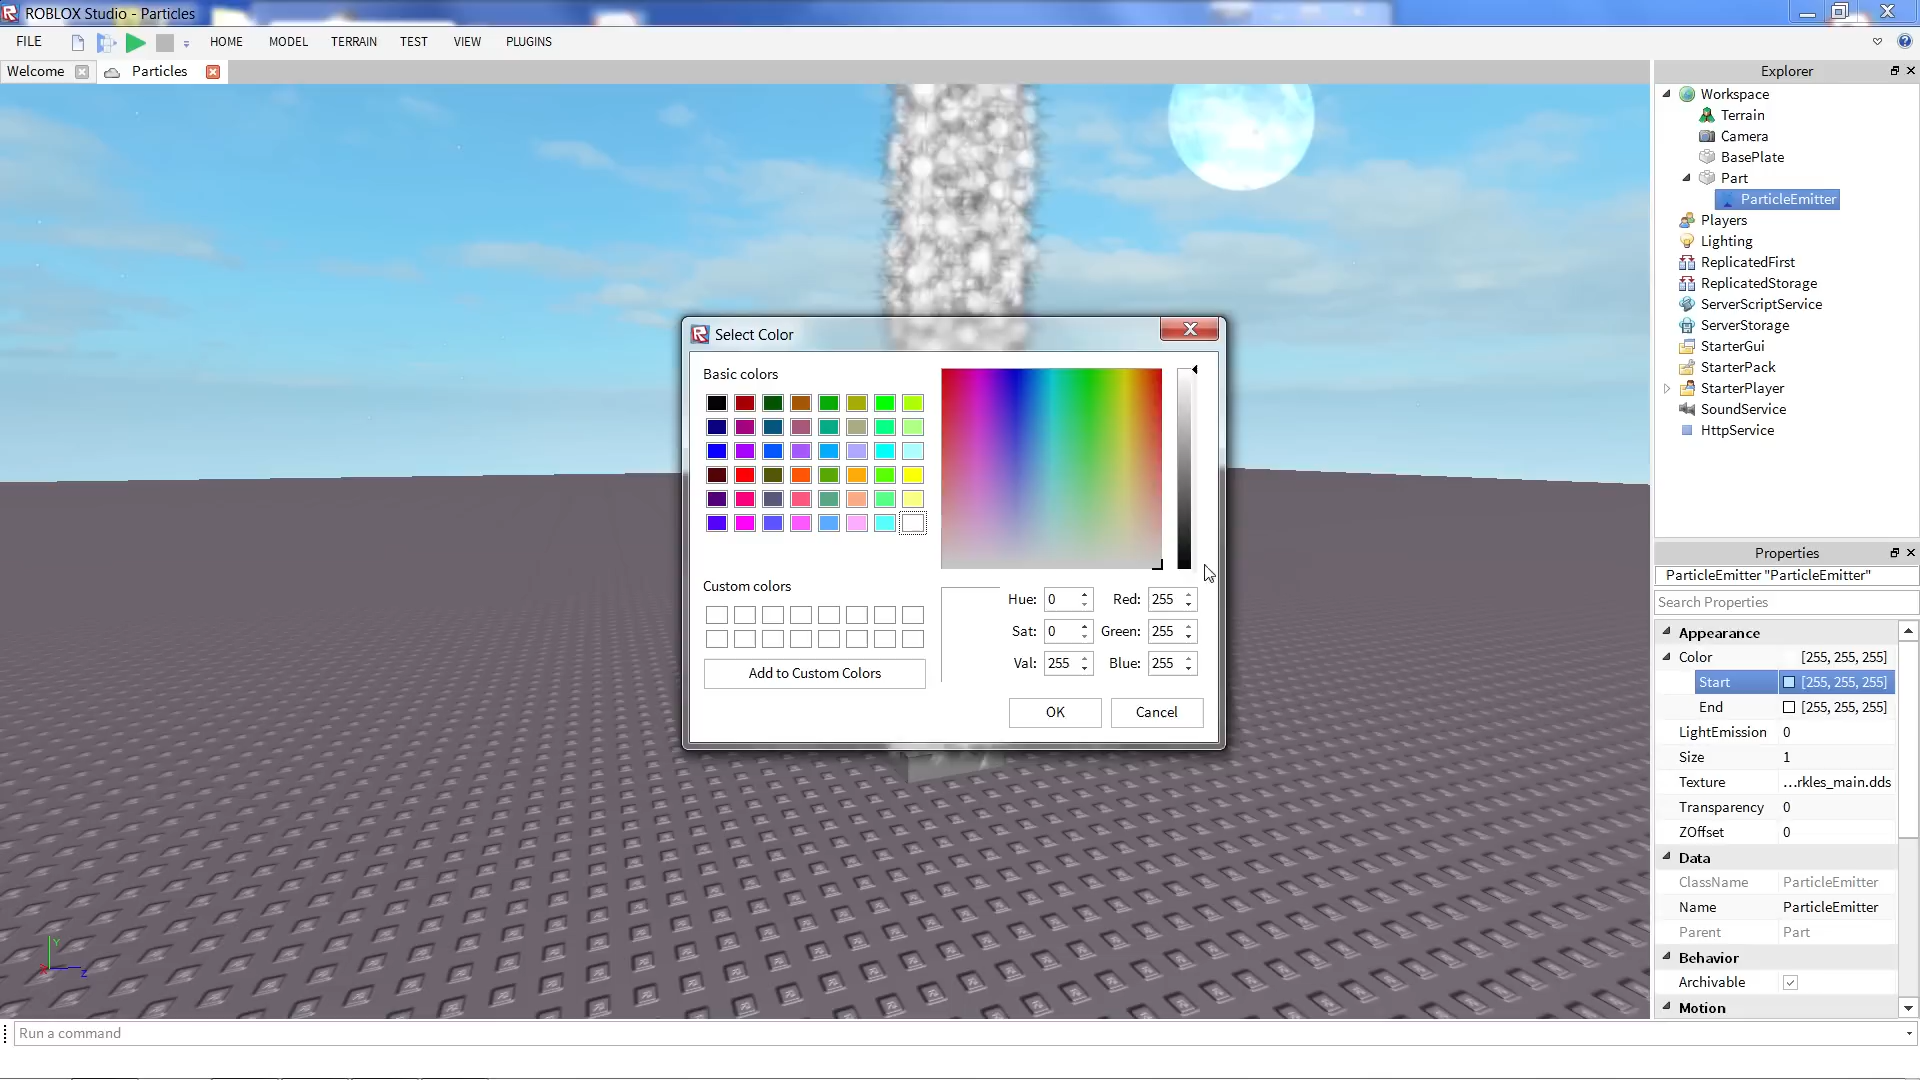 ROBLOX Studio - Particles
FILE HOME MODEL TERRAIN TEST VIEW PLUGINS
Welcome Particles
Explorer
Workspace
Terrain
Camera
BasePlate
Part
ParticleEmitter
Players
Lighting
ReplicatedFirst
ReplicatedStorage
ServerScriptService
ServerStorage
StarterGui
StarterPack
StarterPlayer
SoundService
HttpService
Select Color
Basic colors
Custom colors
Add to Custom Colors
Hue: 0 Red: 255
Sat: 0 Green: 255
Val: 255 Blue: 255
OK Cancel
Properties
ParticleEmitter "ParticleEmitter"
Search Properties
Appearance
Color [255, 255, 255]
Start [255, 255, 255]
End [255, 255, 255]
LightEmission 0
Size 1
Texture ...rkles_main.dds
Transparency 0
ZOffset 0
Data
ClassName ParticleEmitter
Name ParticleEmitter
Parent Part
Behavior
Archivable
Motion
Y
Z
Run a command